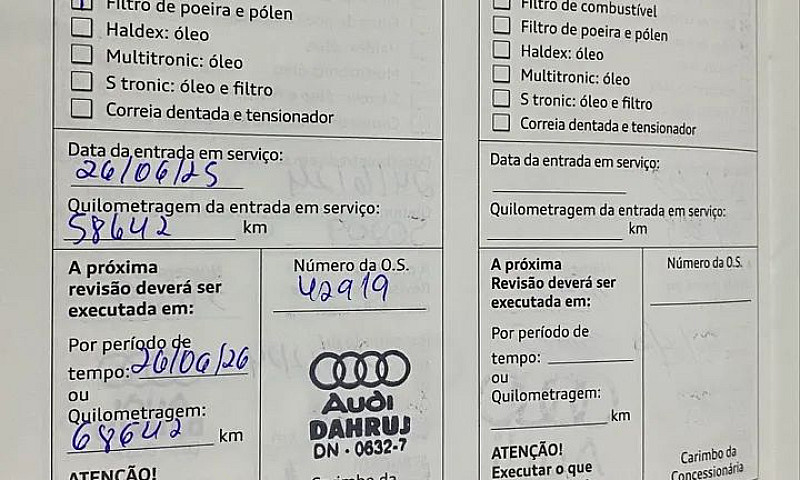 Filtro de poeira e pólen
Haldex: óleo
Multitronic: óleo
S tronic: óleo e filtro
Correia dentada e tensionador
Data da entrada em serviço:
26/06/25
Quilometragem da entrada em serviço:
58642 km
A próxima
revisão deverá ser
executada em:
Por período de
tempo: 26/06/26
ou
Quilometragem:
68642 km
ATENÇÃO!
Número da O.S.
42919
Audi
DAHRUJ
DN - 0632-7
Carimbo da
Filtro de combustível
Filtro de poeira e pólen
Haldex: óleo
Multitronic: óleo
S tronic: óleo e filtro
Correia dentada e tensionador
Data da entrada em serviço:
Quilometragem da entrada em serviço:
km
A próxima
Revisão deverá ser
executada em:
Por período de
tempo:
ou
Quilometragem:
km
ATENÇÃO!
Executar o que
Número da O.S.
Carimbo da
Concessionária